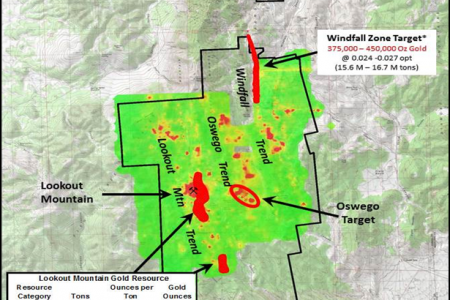 Windfall Zone Target*
375,000 – 450,000 Oz Gold
@ 0.024 -0.027 opt
(15.6 M – 16.7 M tons)
Windfall
Trend
Oswego
Trend
Lookout
Mtn
Trend
Lookout
Mountain
Oswego
Target
Lookout Mountain Gold Resource
Resource Ounces per Gold
Category Tons Ton Ounces